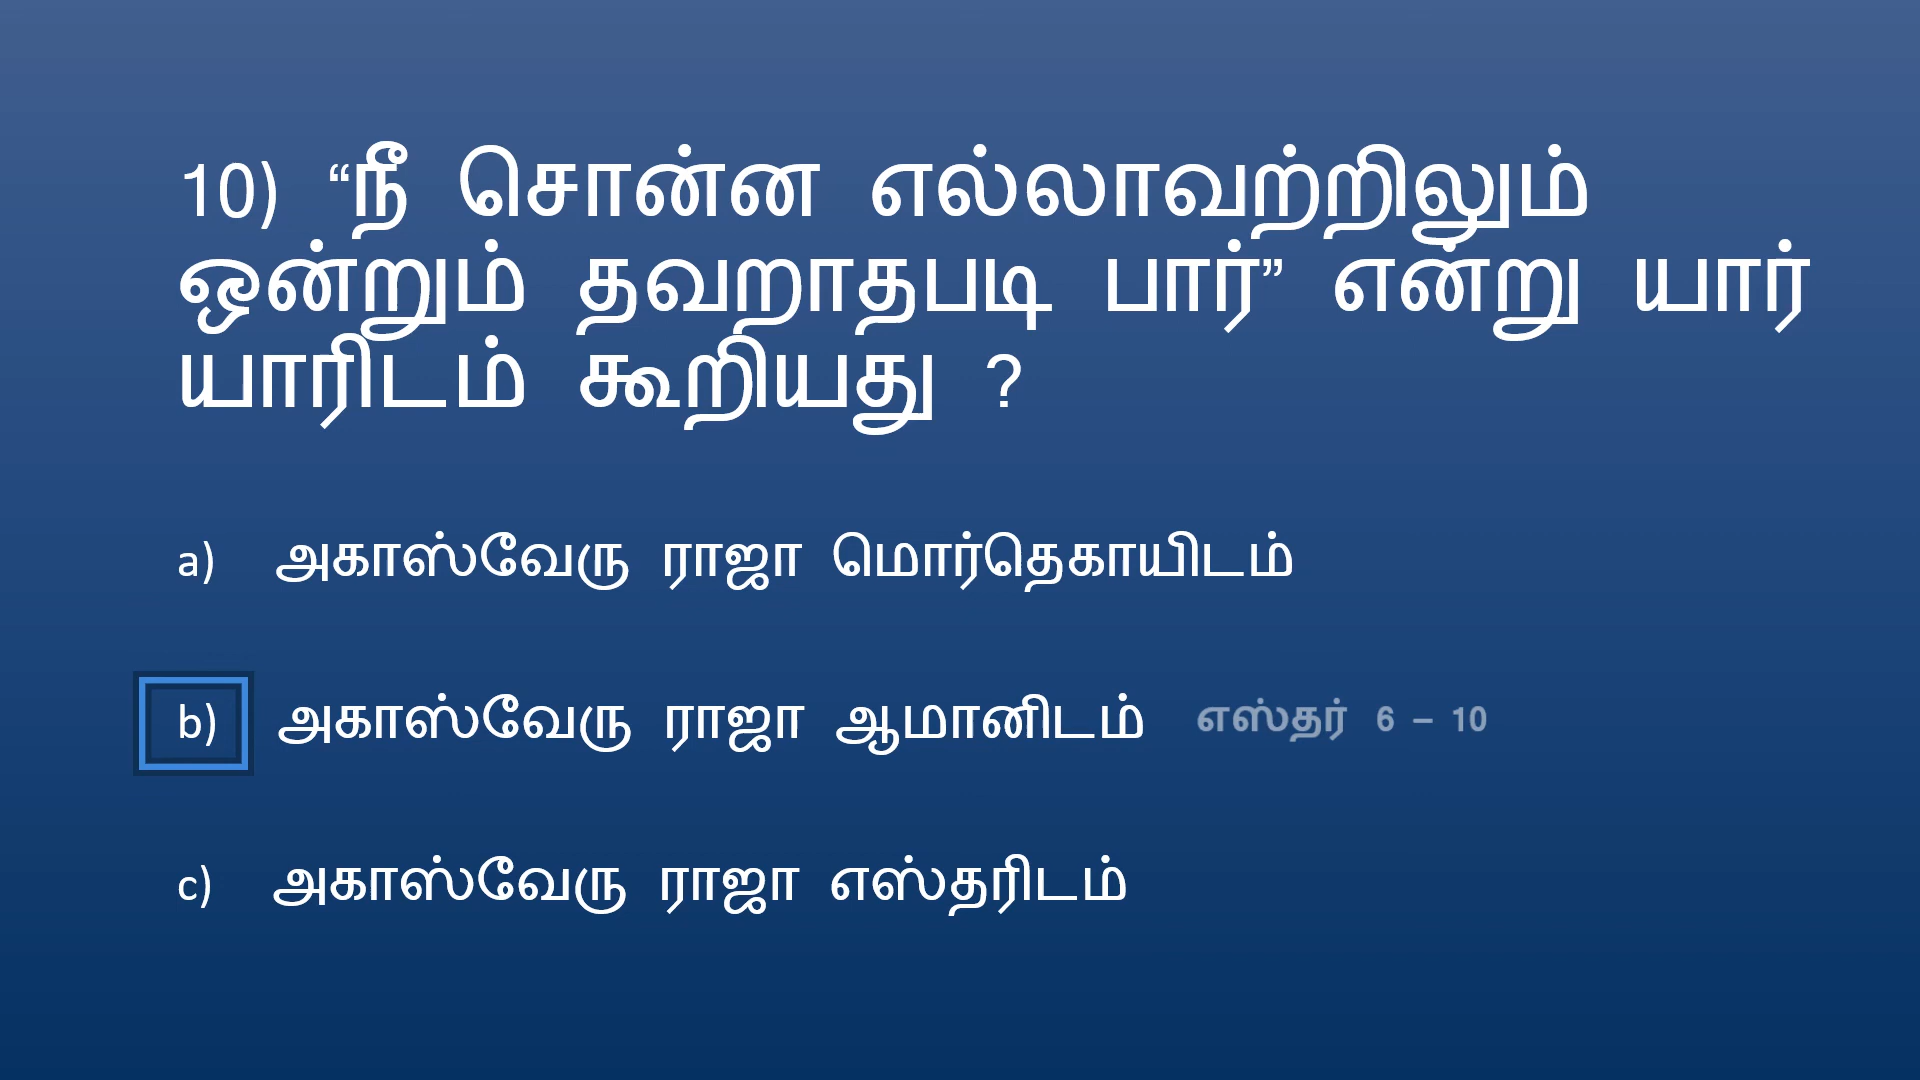 10) “நீ சொன்ன எல்லாவற்றிலும்
ஒன்றும் தவறாதபடி பார்” என்று யார்
யாரிடம் கூறியது ?
a) அகாஸ்வேரு ராஜா மொர்தெகாயிடம்
b) அகாஸ்வேரு ராஜா ஆமானிடம் எஸ்தர் 6 – 10
c) அகாஸ்வேரு ராஜா எஸ்தரிடம்